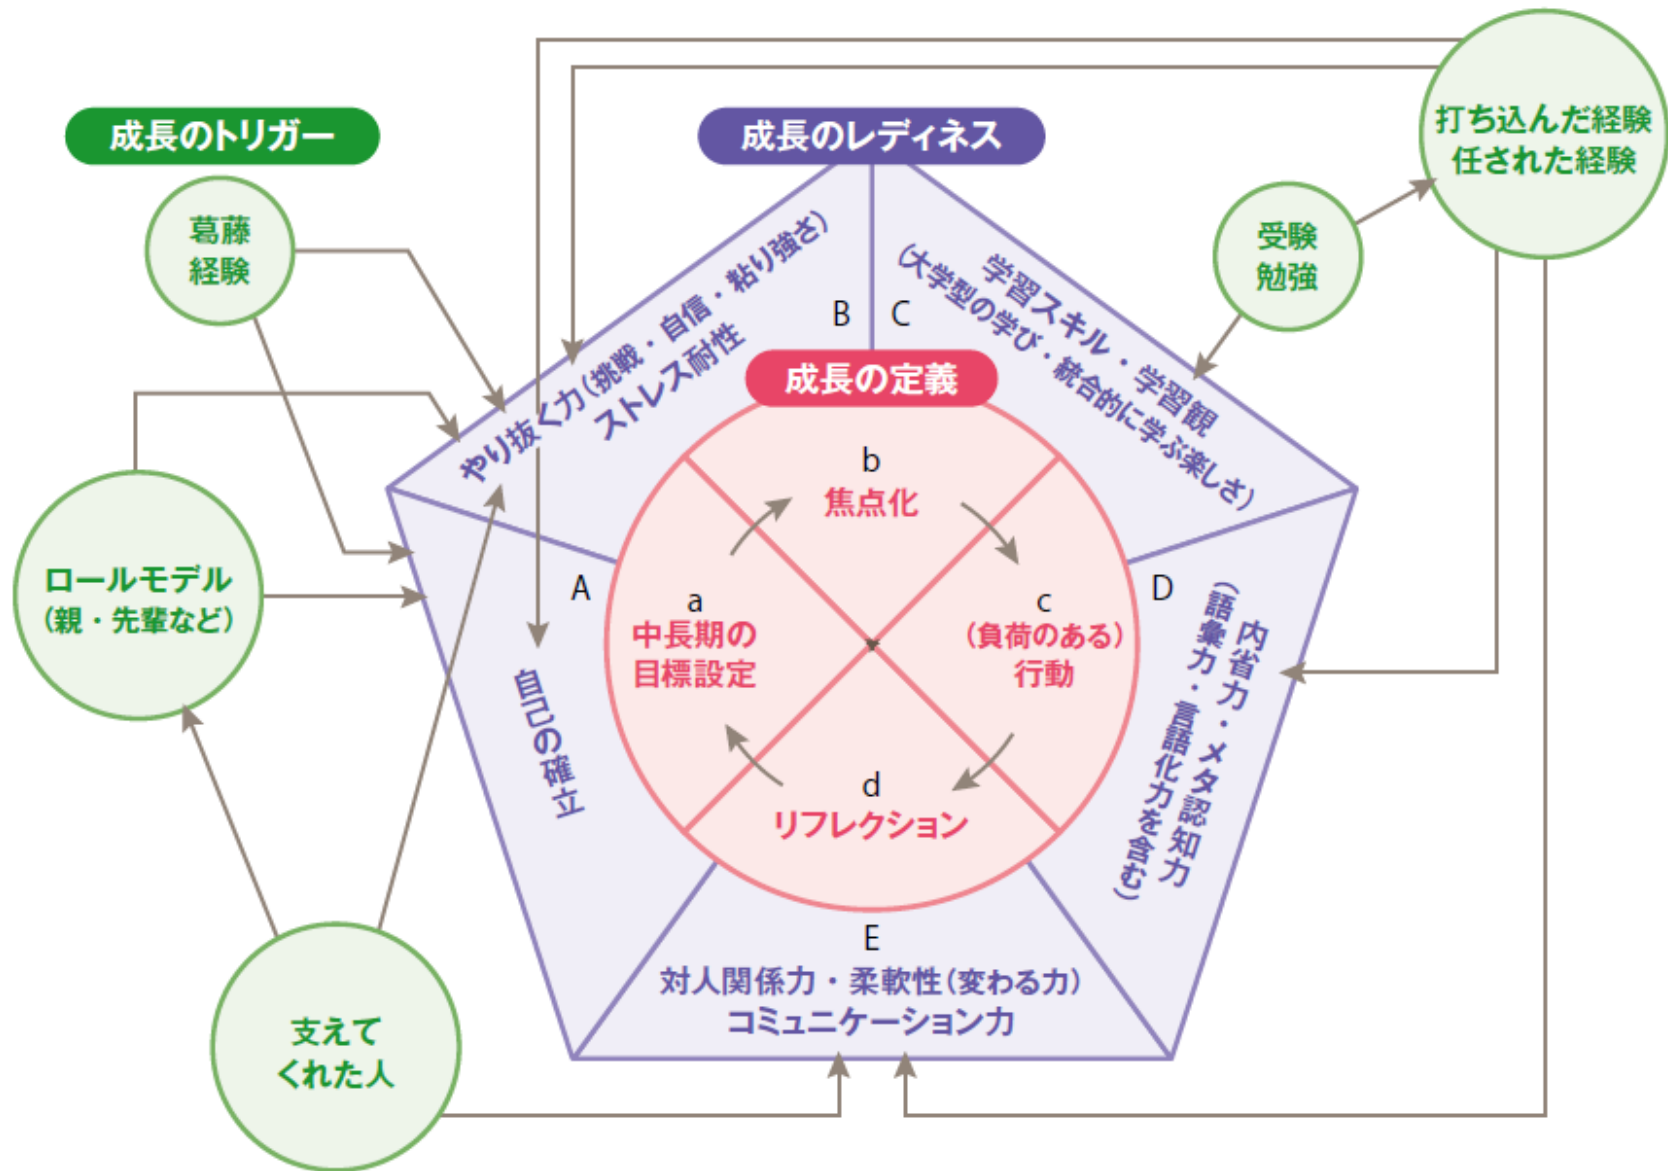 成長のトリガー
成長のレディネス
打ち込んだ経験
任された経験
葛藤
経験
受験
勉強
やり抜く力(挑戦・自信・粘り強さ)
ストレス耐性
B
C
学習スキル・学習観
(大学型の学び・統合的に学ぶ楽しさ)
成長の定義
b
焦点化
ロールモデル
(親・先輩など)
A
自己の確立
a
中長期の
目標設定
c
(負荷のある)
行動
D
内省力・メタ認知力
(語彙力・言語化力を含む)
d
リフレクション
E
対人関係力・柔軟性(変わる力)
コミュニケーション力
支えて
くれた人